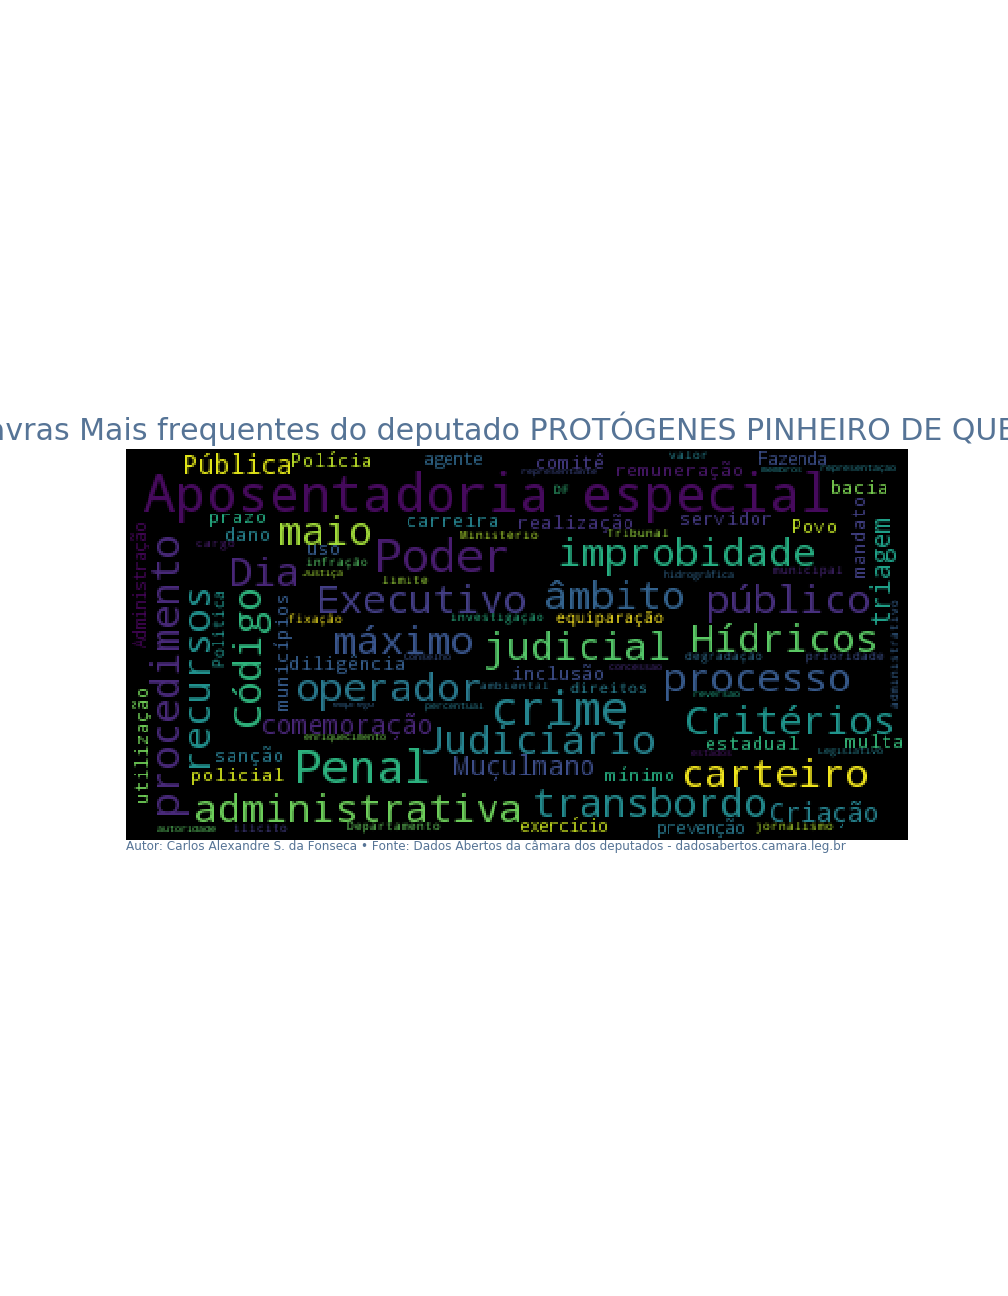 avras Mais frequentes do deputado PROTÓGENES PINHEIRO DE QUE
Pública
Polícia
agente
comitê
valor
Fazenda
representante
remuneração
membros
representação
Aposentadoria especial
DF
bacia
prazo
maio
carreira
realização
servidor
Povo
mandato
triagem
Administração
cargo
dano
uso
Ministério
Tribunal
procedimento
Dia
infração
Justiça
Poder
improbidade
limite
hidrográfica
municipal
recursos
Política
Código
municípios
Executivo
âmbito
público
administrativo
fixação
investigação
equiparação
máximo
judicial
Hídricos
diligência
Conselho
concessão
degradação
prioridade
inclusão
operador
ambiental
direitos
processo
reversão
percentual
crime
utilização
comemoração
enriquecimento
Judiciário
Critérios
estadual
multa
Legislativo
sanção
policial
Penal
Muçulmano
mínimo
carteiro
administrativa
transbordo
Criação
autoridade
ilícito
Departamento
exercício
prevenção
jornalismo
Autor: Carlos Alexandre S. da Fonseca • Fonte: Dados Abertos da câmara dos deputados - dadosabertos.camara.leg.br